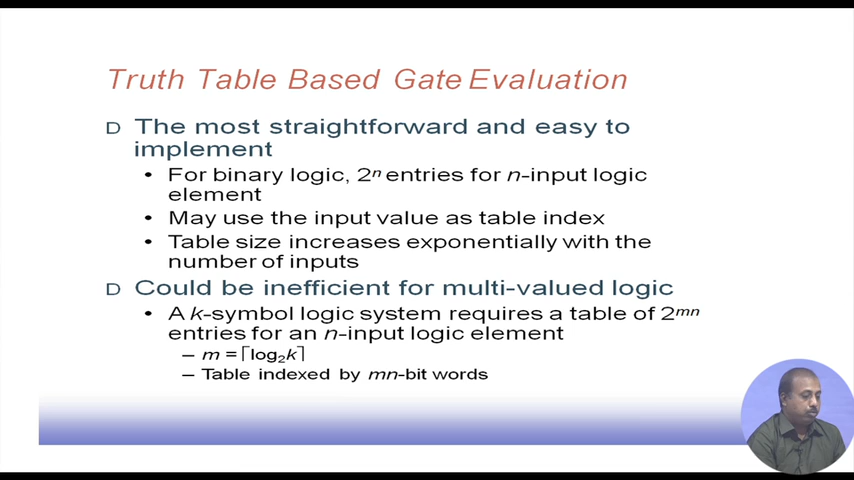 Truth Table Based Gate Evaluation
D The most straightforward and easy to
implement
• For binary logic, 2ⁿ entries for n-input logic
element
• May use the input value as table index
• Table size increases exponentially with the
number of inputs
D Could be inefficient for multi-valued logic
• A k-symbol logic system requires a table of 2ᵐⁿ
entries for an n-input logic element
– m = ⌈log₂k⌉
– Table indexed by mn-bit words